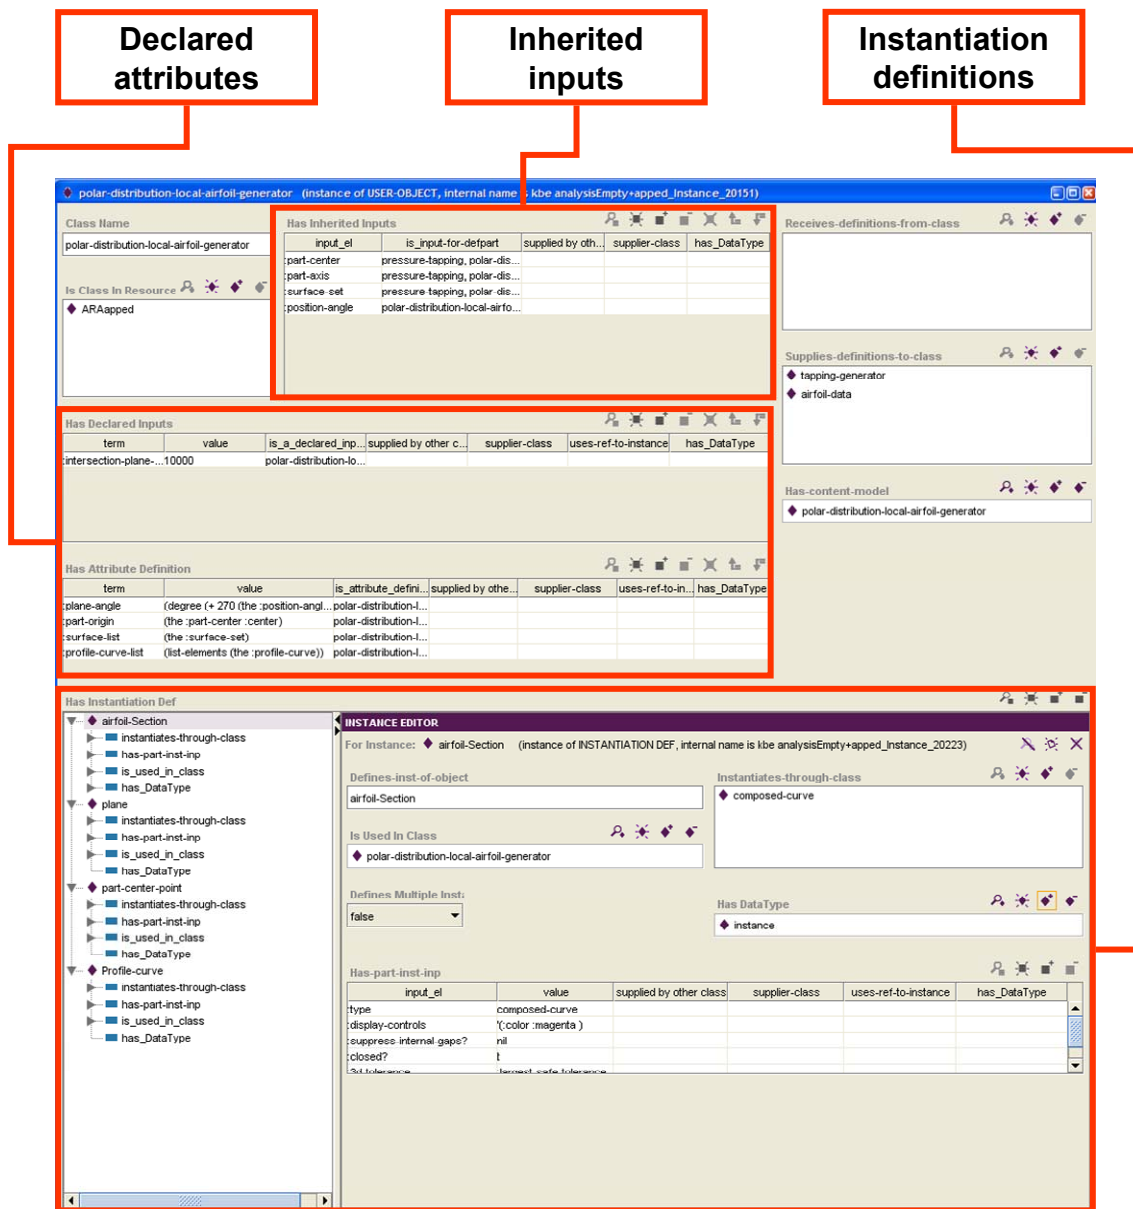 Declared
attributes
Inherited
inputs
Instantiation
definitions
polar-distribution-local-airfoil-generator (instance of USER-OBJECT, internal name is kbe analysisEmpty+apped_Instance_20151)
Class Name
polar-distribution-local-airfoil-generator
Is Class In Resource
ARAapped
Has Inherited Inputs
input_el is_input-for-defpart supplied by oth... supplier-class has_DataType
:part-center pressure-tapping, polar-dis...
:part-axis pressure-tapping, polar-dis...
:surface-set pressure-tapping, polar-dis...
:position-angle polar-distribution-local-airfo...
Receives-definitions-from-class
Supplies-definitions-to-class
tapping-generator
airfoil-data
Has-content-model
polar-distribution-local-airfoil-generator
Has Declared Inputs
term value is_a_declared_inp... supplied by other c... supplier-class uses-ref-to-instance has_DataType
:intersection-plane-... 10000 polar-distribution-lo...
Has Attribute Definition
term value is_attribute_defini... supplied by othe... supplier-class uses-ref-to-in... has_DataType
:plane-angle (degree (+ 270 (the :position-angl... polar-distribution-l...
:part-origin (the :part-center :center) polar-distribution-l...
:surface-list (the :surface-set) polar-distribution-l...
:profile-curve-list (list-elements (the :profile-curve)) polar-distribution-l...
Has Instantiation Def
airfoil-Section
instantiates-through-class
has-part-inst-inp
is_used_in_class
has_DataType
plane
instantiates-through-class
has-part-inst-inp
is_used_in_class
has_DataType
part-center-point
instantiates-through-class
has-part-inst-inp
is_used_in_class
has_DataType
Profile-curve
instantiates-through-class
has-part-inst-inp
is_used_in_class
has_DataType
INSTANCE EDITOR
For Instance: airfoil-Section (instance of INSTANTIATION DEF, internal name is kbe analysisEmpty+apped_Instance_20223)
Defines-inst-of-object
airfoil-Section
Instantiates-through-class
composed-curve
Is Used In Class
polar-distribution-local-airfoil-generator
Defines Multiple Insta
false
Has DataType
instance
Has-part-inst-inp
input_el value supplied by other class supplier-class uses-ref-to-instance has_DataType
:type composed-curve
:display-controls '(:color :magenta )
:suppress-internal-gaps? nil
:closed? t
:3d-tolerance largest-safe-tolerance